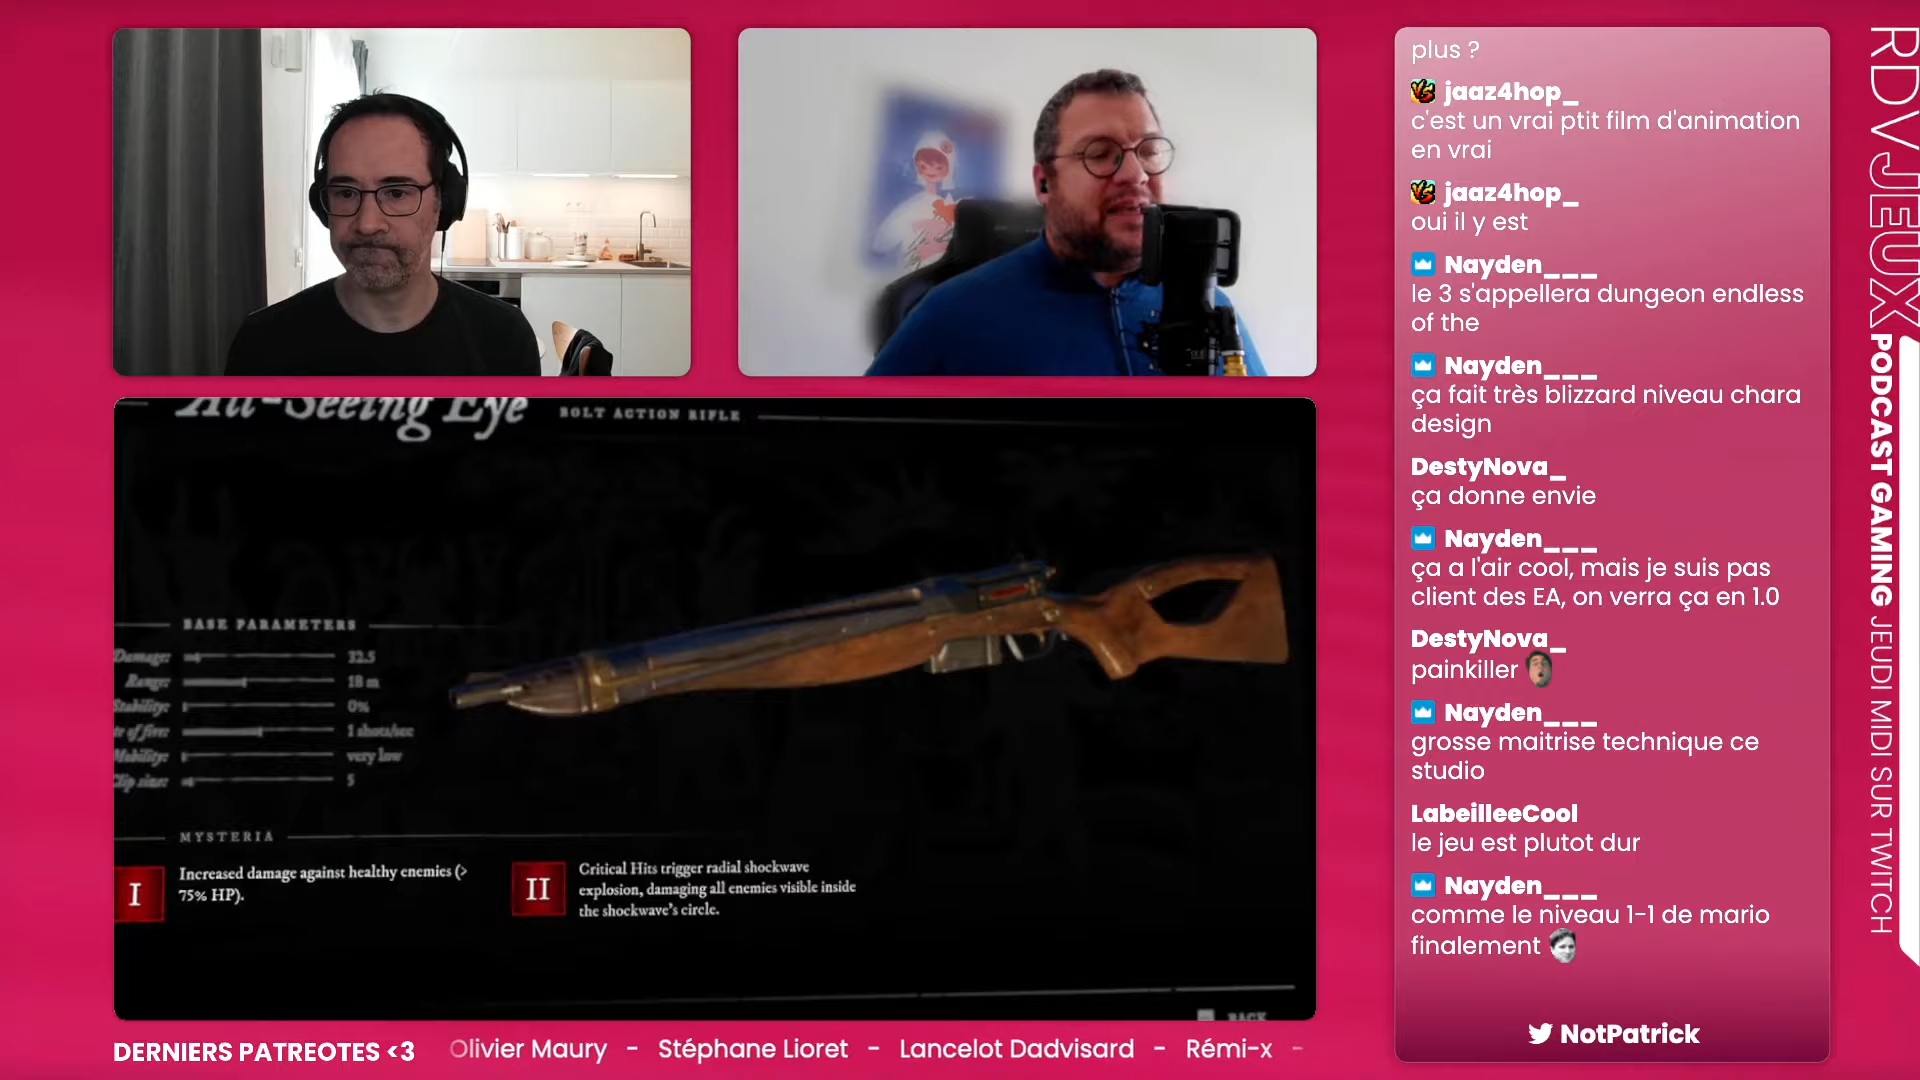 plus ?
jaaz4hop_
c'est un vrai ptit film d'animation
en vrai
jaaz4hop_
oui il y est
Nayden___
le 3 s'appellera dungeon endless
of the
Nayden___
ça fait très blizzard niveau chara
design
DestyNova_
ça donne envie
Nayden___
ça a l'air cool, mais je suis pas
client des EA, on verra ça en 1.0
DestyNova_
painkiller
Nayden___
grosse maitrise technique ce
studio
LabeilleeCool
le jeu est plutot dur
Nayden___
comme le niveau 1-1 de mario
finalement
NotPatrick
RDV JEUX PODCAST GAMING JEUDI MIDI SUR TWITCH
All-Seeing Eye BOLT ACTION RIFLE
BASE PARAMETERS
Damage: 32.5
Range: 18 m
Stability: 0%
te of fire: 1 shots/sec
Mobility: very low
Clip size: 5
MYSTERIA
I
Increased damage against healthy enemies (>
75% HP).
II
Critical Hits trigger radial shockwave
explosion, damaging all enemies visible inside
the shockwave's circle.
BACK
DERNIERS PATREOTES <3 Olivier Maury - Stéphane Lioret - Lancelot Dadvisard - Rémi-x -